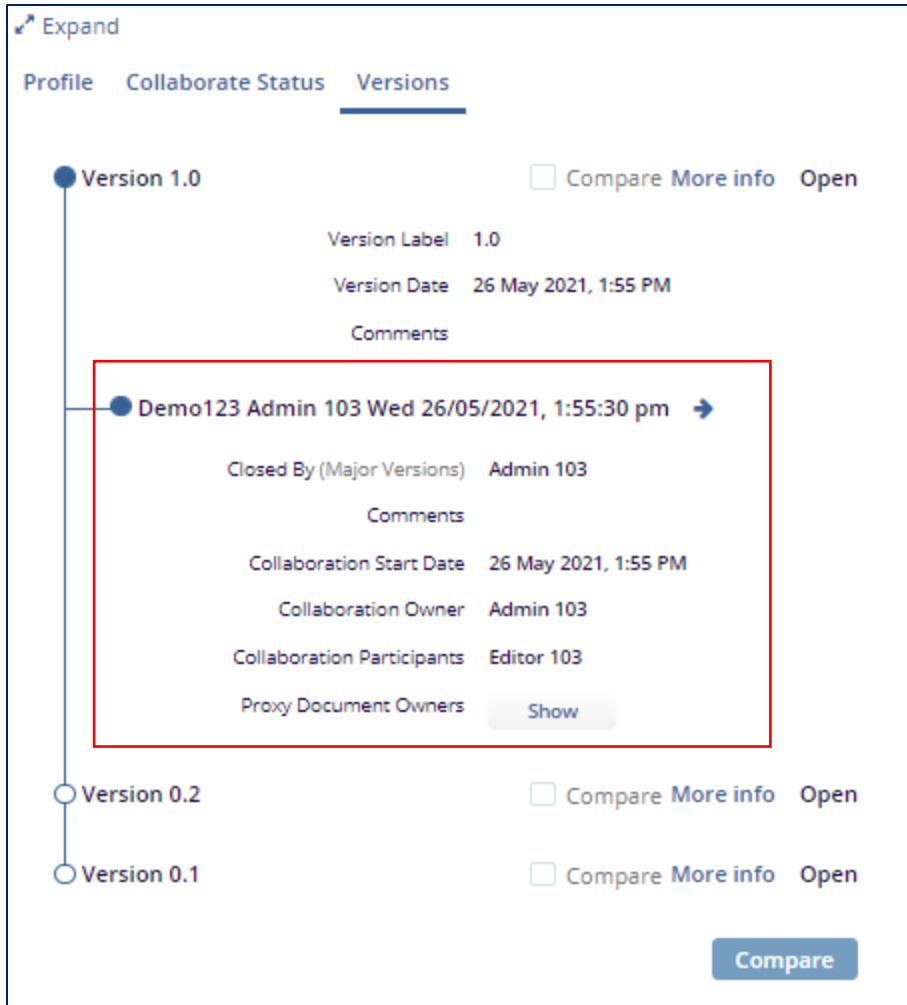 Expand
Profile Collaborate Status Versions
Version 1.0 Compare More info Open
Version Label 1.0
Version Date 26 May 2021, 1:55 PM
Comments
Demo123 Admin 103 Wed 26/05/2021, 1:55:30 pm
Closed By (Major Versions) Admin 103
Comments
Collaboration Start Date 26 May 2021, 1:55 PM
Collaboration Owner Admin 103
Collaboration Participants Editor 103
Proxy Document Owners Show
Version 0.2 Compare More info Open
Version 0.1 Compare More info Open
Compare